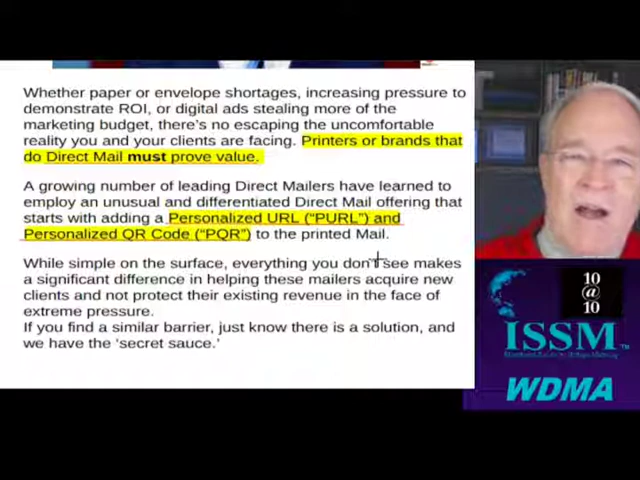 Whether paper or envelope shortages, increasing pressure to
demonstrate ROI, or digital ads stealing more of the
marketing budget, there's no escaping the uncomfortable
reality you and your clients are facing. Printers or brands that
do Direct Mail must prove value.
A growing number of leading Direct Mailers have learned to
employ an unusual and differentiated Direct Mail offering that
starts with adding a Personalized URL ("PURL") and
Personalized QR Code ("PQR") to the printed Mail.
While simple on the surface, everything you don't see makes
a significant difference in helping these mailers acquire new
clients and not protect their existing revenue in the face of
extreme pressure.
If you find a similar barrier, just know there is a solution, and
we have the 'secret sauce.'
10
@
10
ISSM
WDMA